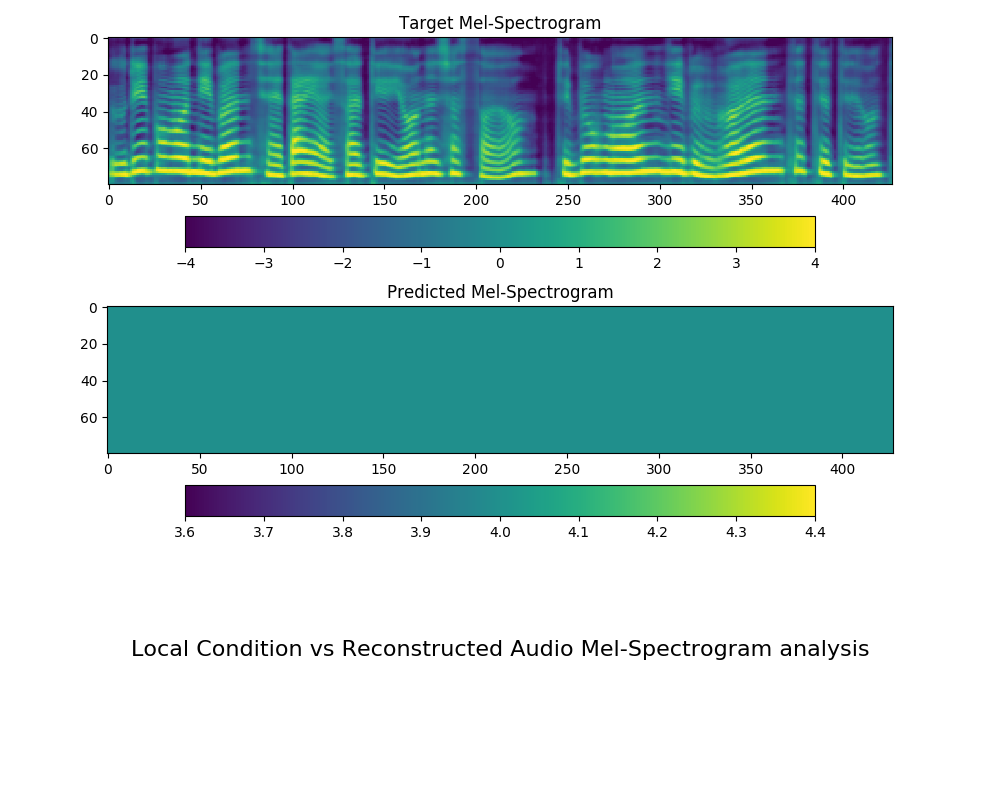 Target Mel-Spectrogram
0
20
40
60
0 50 100 150 200 250 300 350 400
−4 −3 −2 −1 0 1 2 3 4
Predicted Mel-Spectrogram
0
20
40
60
0 50 100 150 200 250 300 350 400
3.6 3.7 3.8 3.9 4.0 4.1 4.2 4.3 4.4
Local Condition vs Reconstructed Audio Mel-Spectrogram analysis